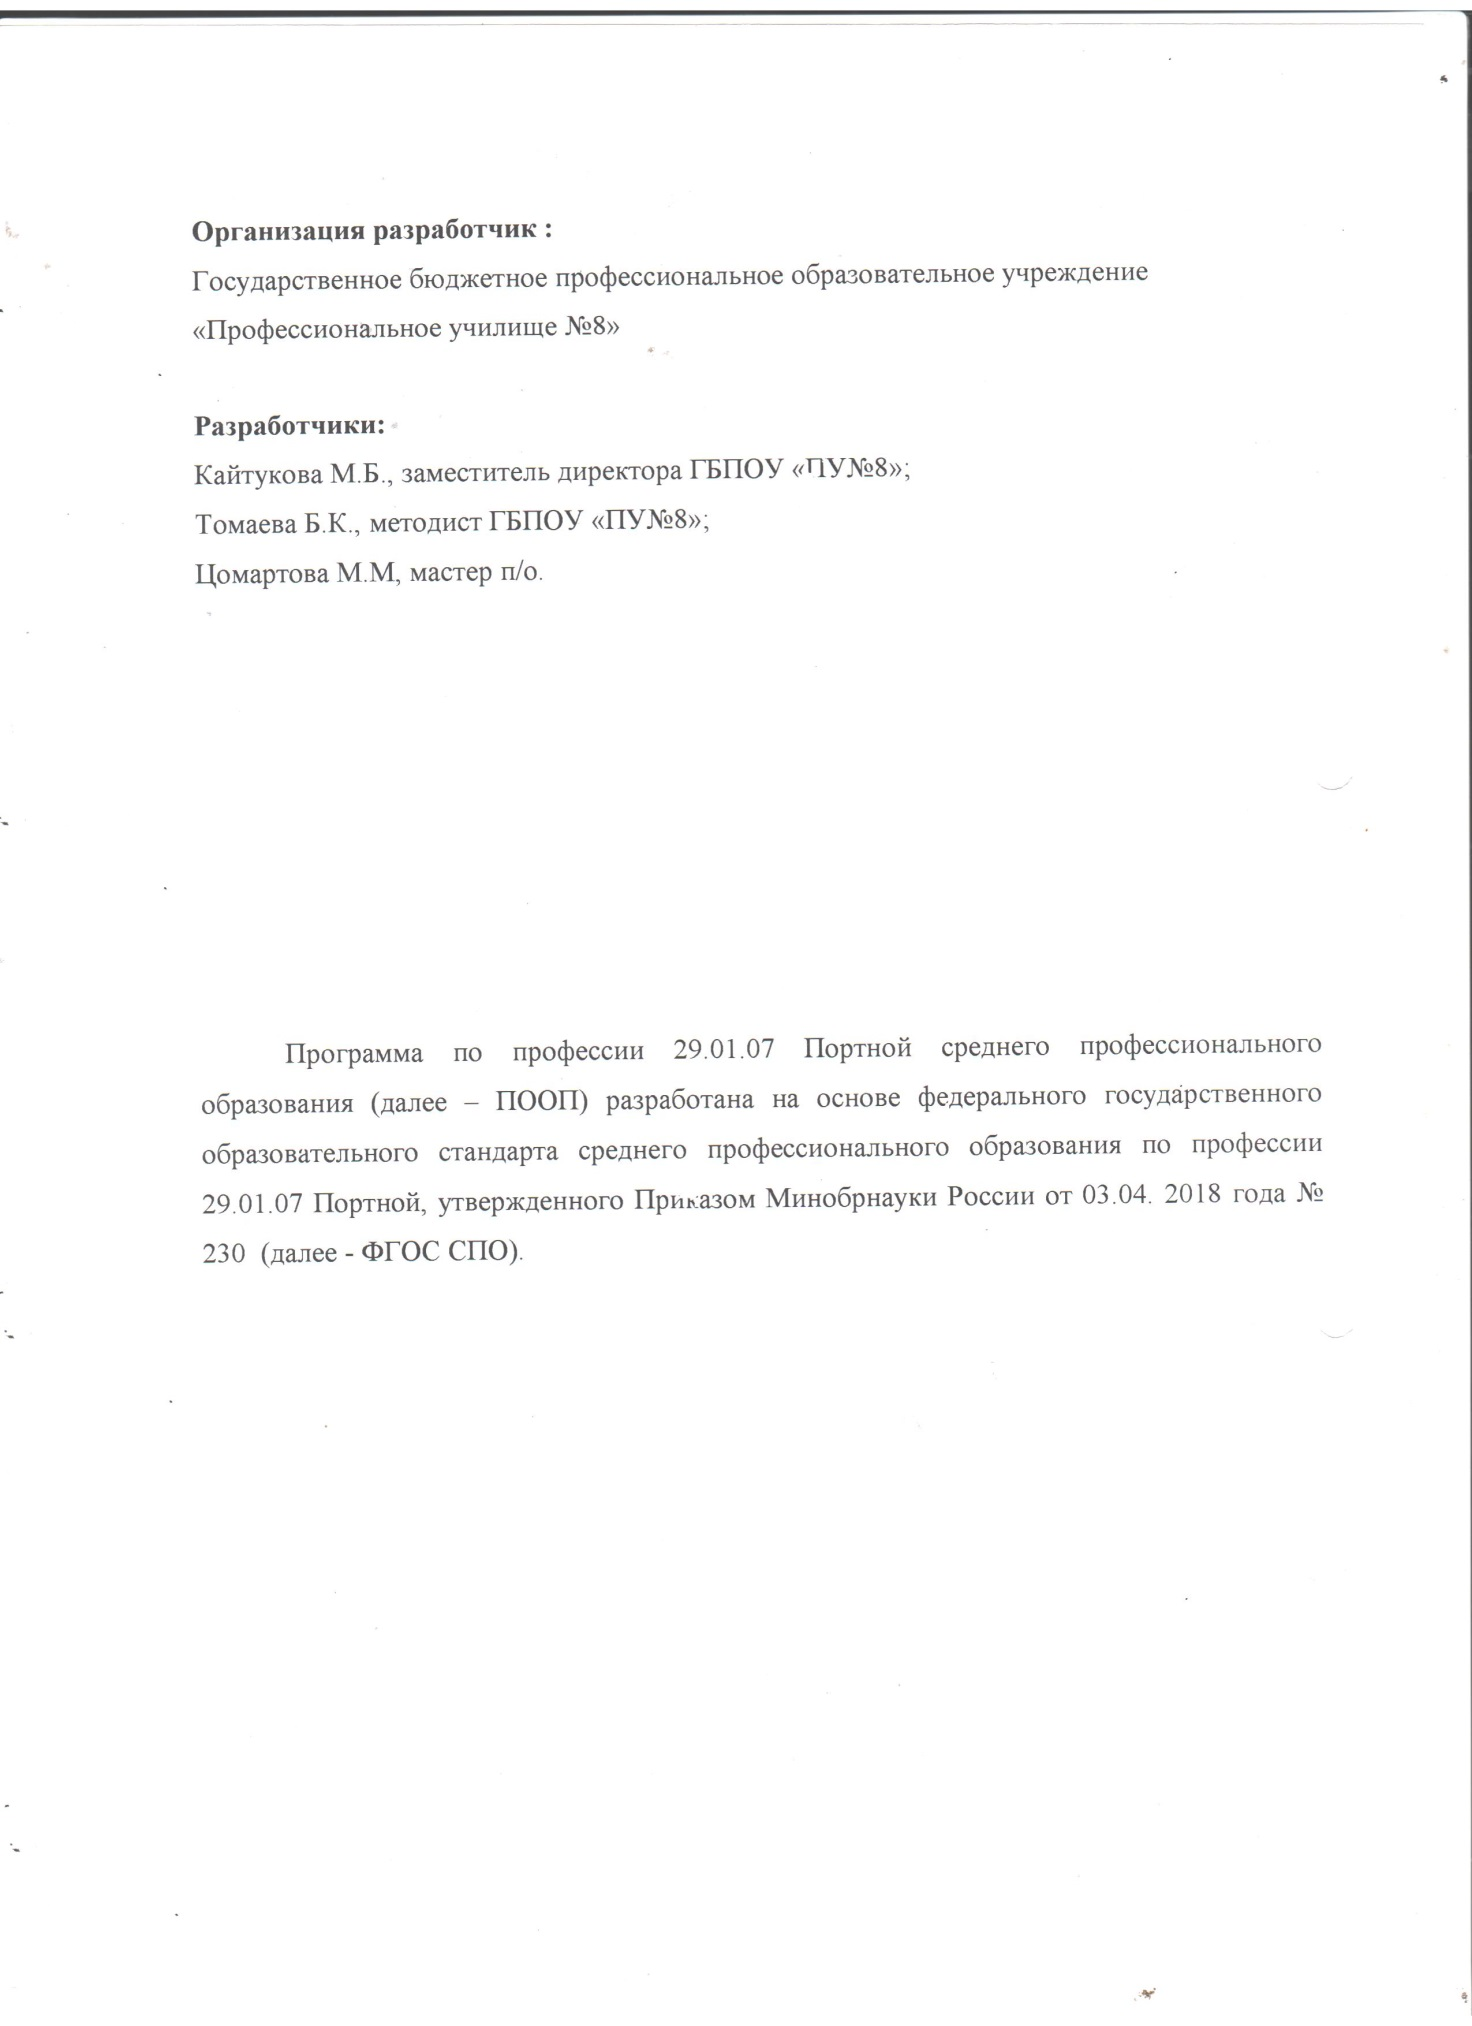 Организация разработчик :
Государственное бюджетное профессиональное образовательное учреждение
«Профессиональное училище №8»
Разработчики:
Кайтукова М.Б., заместитель директора ГБПОУ «ПУ№8»;
Томаева Б.К., методист ГБПОУ «ПУ№8»;
Цомартова М.М, мастер п/о.
Программа по профессии 29.01.07 Портной среднего профессионального
образования (далее – ПООП) разработана на основе федерального государственного
образовательного стандарта среднего профессионального образования по профессии
29.01.07 Портной, утвержденного Приказом Минобрнауки России от 03.04. 2018 года №
230 (далее - ФГОС СПО).